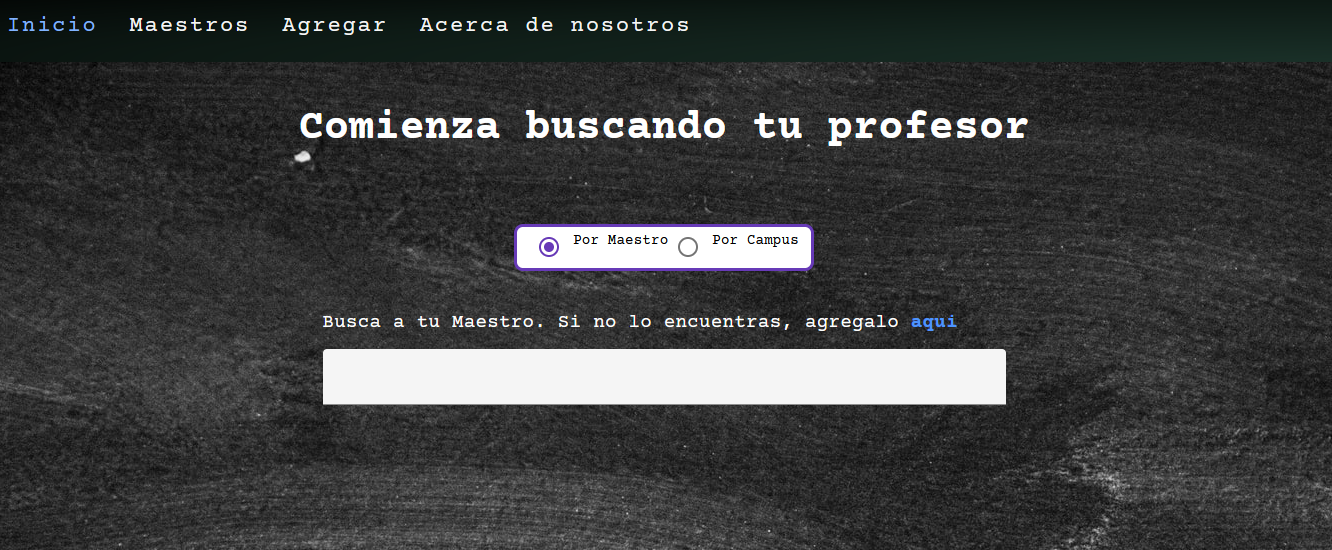 Inicio Maestros Agregar Acerca de nosotros
Comienza buscando tu profesor
Por Maestro Por Campus
Busca a tu Maestro. Si no lo encuentras, agregalo aqui